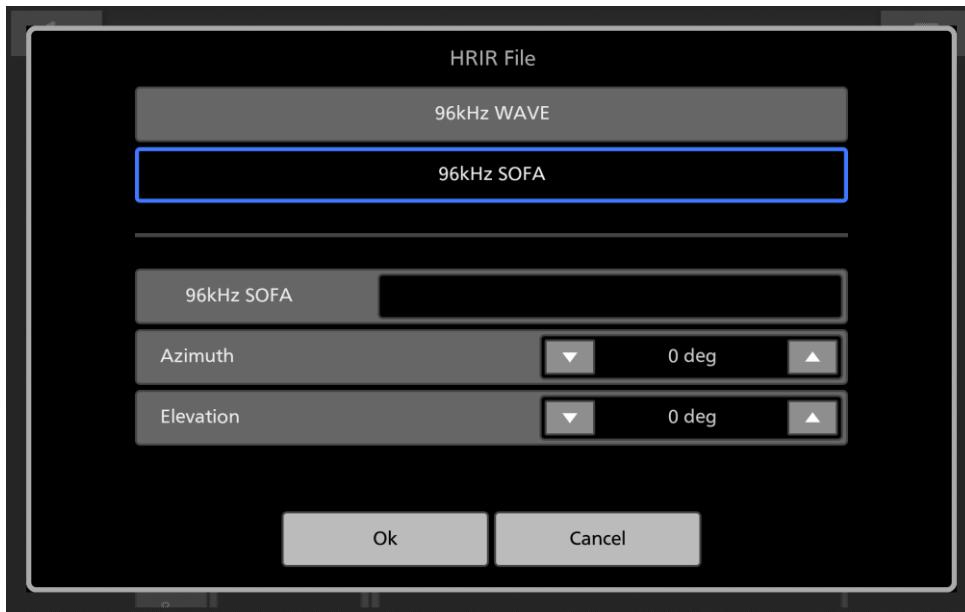 HRIR File
96kHz WAVE
96kHz SOFA
96kHz SOFA
Azimuth 0 deg
Elevation 0 deg
Ok Cancel